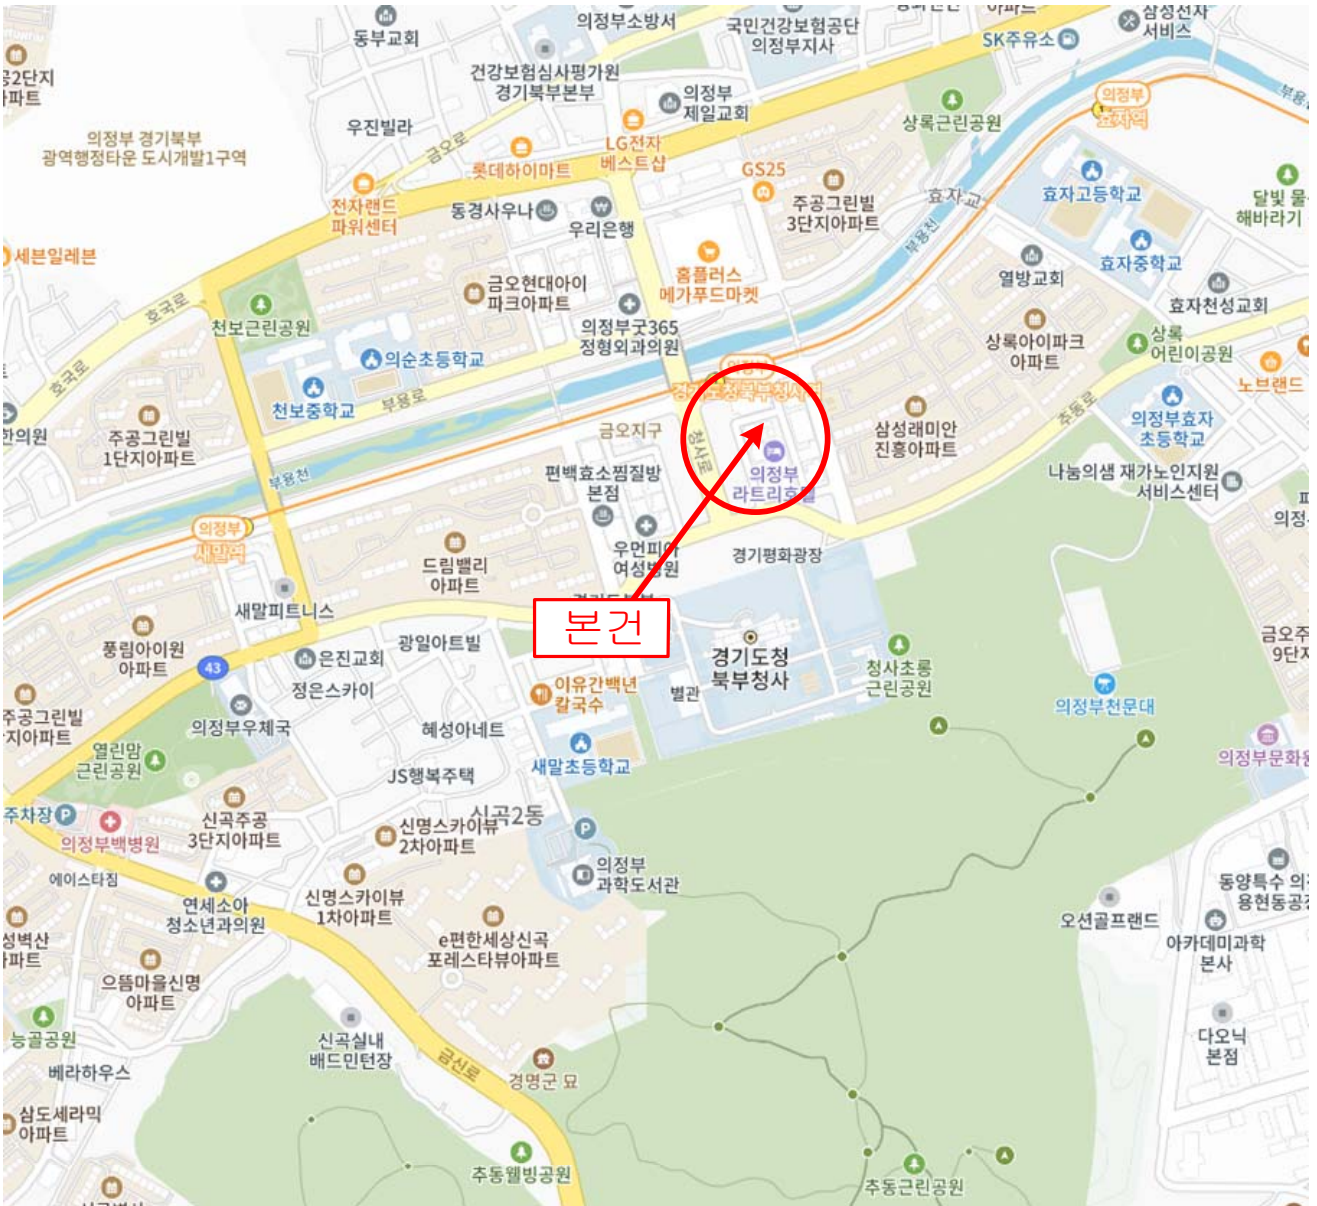 동부교회
의정부소방서
국민건강보험공단
의정부지사
SK주유소
삼성전자
서비스
건강보험심사평가원
경기북부본부
의정부
제일교회
우진빌라
의정부 경기북부
광역행정타운 도시개발1구역
금오로
롯데하이마트
LG전자
베스트샵
GS25
상록근린공원
의정부
효자역
전자랜드
파워센터
동경사우나
우리은행
주공그린빌
3단지아파트
효자교
효자고등학교
달빛 물
해바라기
세븐일레븐
부용천
열방교회
효자중학교
효자천성교회
홈플러스
메가푸드마켓
금오현대아이
파크아파트
호국로
천보근린공원
의정부굿365
정형외과의원
의순초등학교
상록아이파크
아파트
상록
어린이공원
노브랜드
호국로
천보중학교
부용로
의정부
경기도청북부청사역
추동로
의정부효자
초등학교
한의원
주공그린빌
1단지아파트
금오지구
청사로
삼성래미안
진흥아파트
부용천
편백효소찜질방
본점
의정부
라트리호텔
나눔의샘 재가노인지원
서비스센터
의정부
새말역
드림밸리
아파트
우먼피아
여성병원
경기평화광장
새말피트니스
본건
풍림아이원
아파트
43
은진교회
광일아트빌
경기도청
북부청사
청사초롱
근린공원
정은스카이
이유간백년
칼국수
별관
의정부천문대
의정부우체국
혜성아네트
열린맘
근린공원
새말초등학교
JS행복주택
주차장
P
의정부백병원
신곡주공
3단지아파트
신곡2동
신명스카이뷰
2차아파트
P
에이스타짐
연세소아
청소년과의원
신명스카이뷰
1차아파트
의정부
과학도서관
동양특수
오션골프랜드
아카데미과학
본사
e편한세상신곡
포레스타뷰아파트
으뜸마을신명
아파트
능골공원
신곡실내
배드민턴장
다오닉
본점
베라하우스
금신로
경명군 묘
삼도세라믹
아파트
추동웰빙공원
추동근린공원